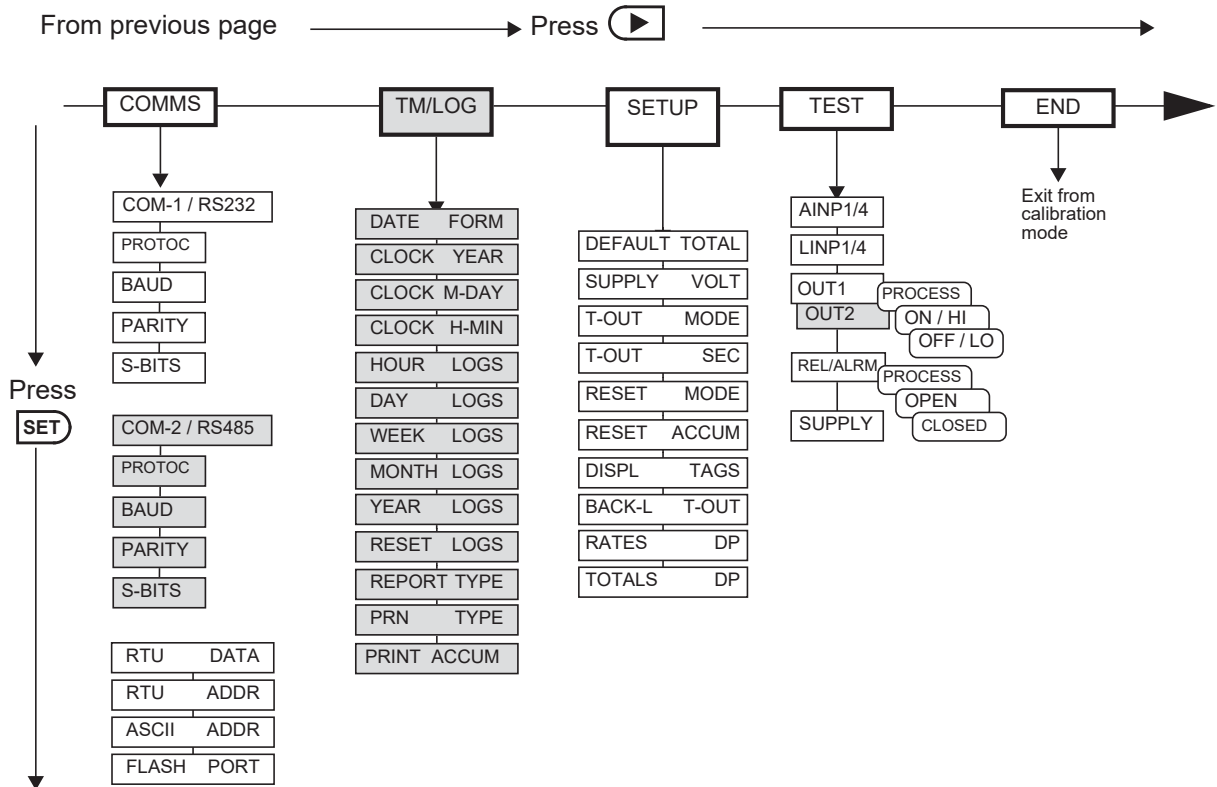 From previous page
Press
COMMS
TM/LOG
SETUP
TEST
END
Press
SET
COM-1 / RS232
PROTOC
BAUD
PARITY
S-BITS
COM-2 / RS485
PROTOC
BAUD
PARITY
S-BITS
RTU DATA
RTU ADDR
ASCII ADDR
FLASH PORT
DATE FORM
CLOCK YEAR
CLOCK M-DAY
CLOCK H-MIN
HOUR LOGS
DAY LOGS
WEEK LOGS
MONTH LOGS
YEAR LOGS
RESET LOGS
REPORT TYPE
PRN TYPE
PRINT ACCUM
DEFAULT TOTAL
SUPPLY VOLT
T-OUT MODE
T-OUT SEC
RESET MODE
RESET ACCUM
DISPL TAGS
BACK-L T-OUT
RATES DP
TOTALS DP
AINP1/4
LINP1/4
OUT1
OUT2
PROCESS
ON / HI
OFF / LO
REL/ALRM
PROCESS
OPEN
CLOSED
SUPPLY
Exit from
calibration
mode